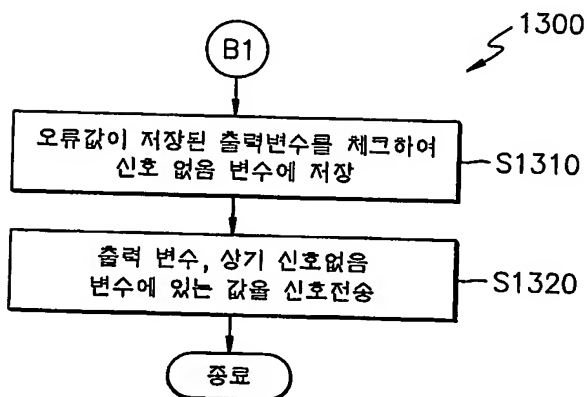 1300
B1
오류값이 저장된 출력변수를 체크하여
신호 없음 변수에 저장
S1310
출력 변수, 상기 신호없음
변수에 있는 값을 신호전송
S1320
종료